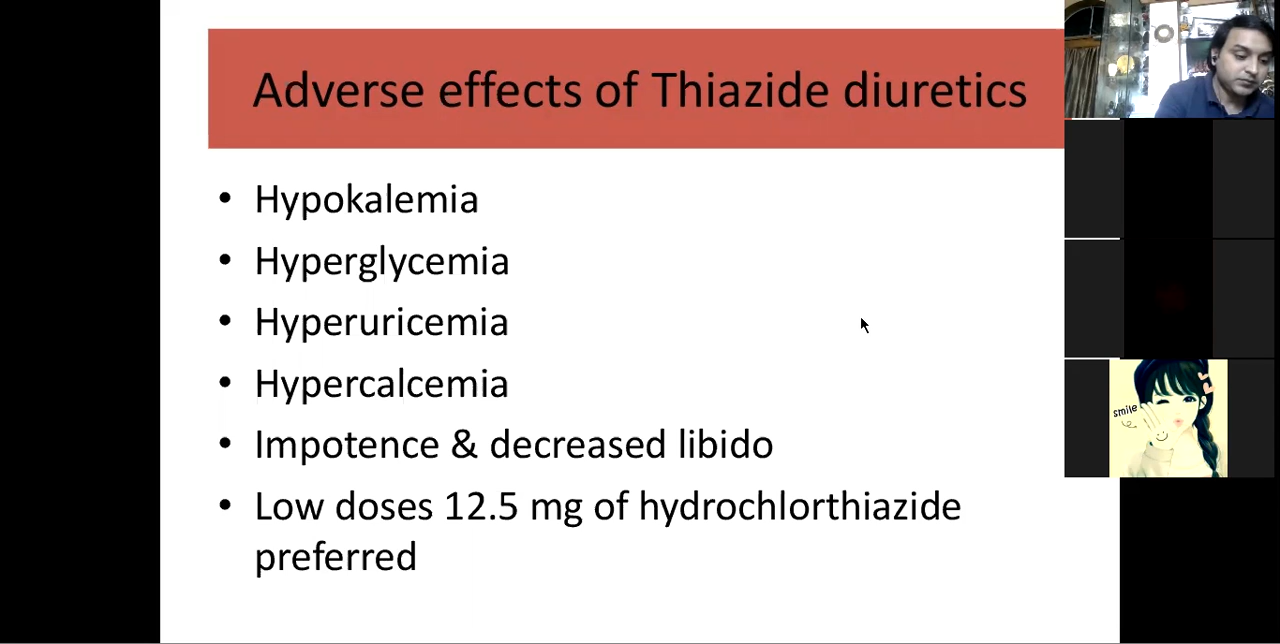 Adverse effects of Thiazide diuretics
• Hypokalemia
• Hyperglycemia
• Hyperuricemia
• Hypercalcemia
• Impotence & decreased libido
• Low doses 12.5 mg of hydrochlorthiazide
preferred
smile